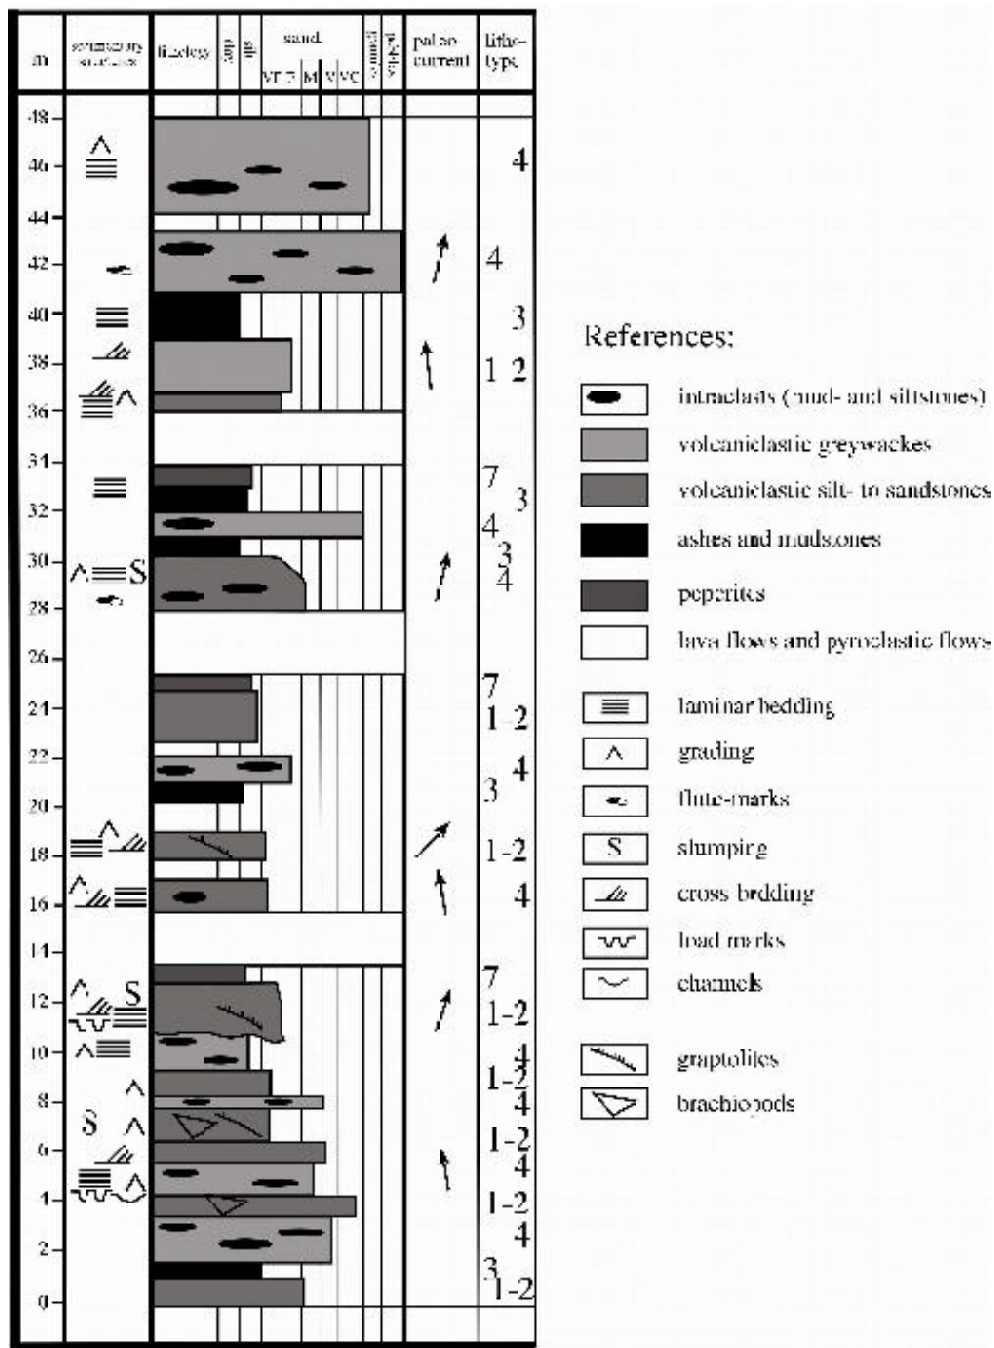 m
sedimentary
structures
lithology
clay
silt
sand
VF F M
VC
palaeo-
current
litho-
type
48
46
44
42
40
38
36
34
32
30
28
26
24
22
20
18
16
14
12
10
8
6
4
2
0
S
S
S
4
4
3
1-2
7
3
4
3
4
7
1-2
4
3
1-2
4
7
1-2
4
1-2
4
1-2
4
1-2
4
3
1-2
References:
intraclasts (mud- and siltstones)
volcaniclastic greywackes
volcaniclastic silt- to sandstones
ashes and mudstones
peperites
lava flows and pyroclastic flows
laminar bedding
grading
flute-marks
S slumping
cross bedding
load marks
channels
graptolites
brachiopods